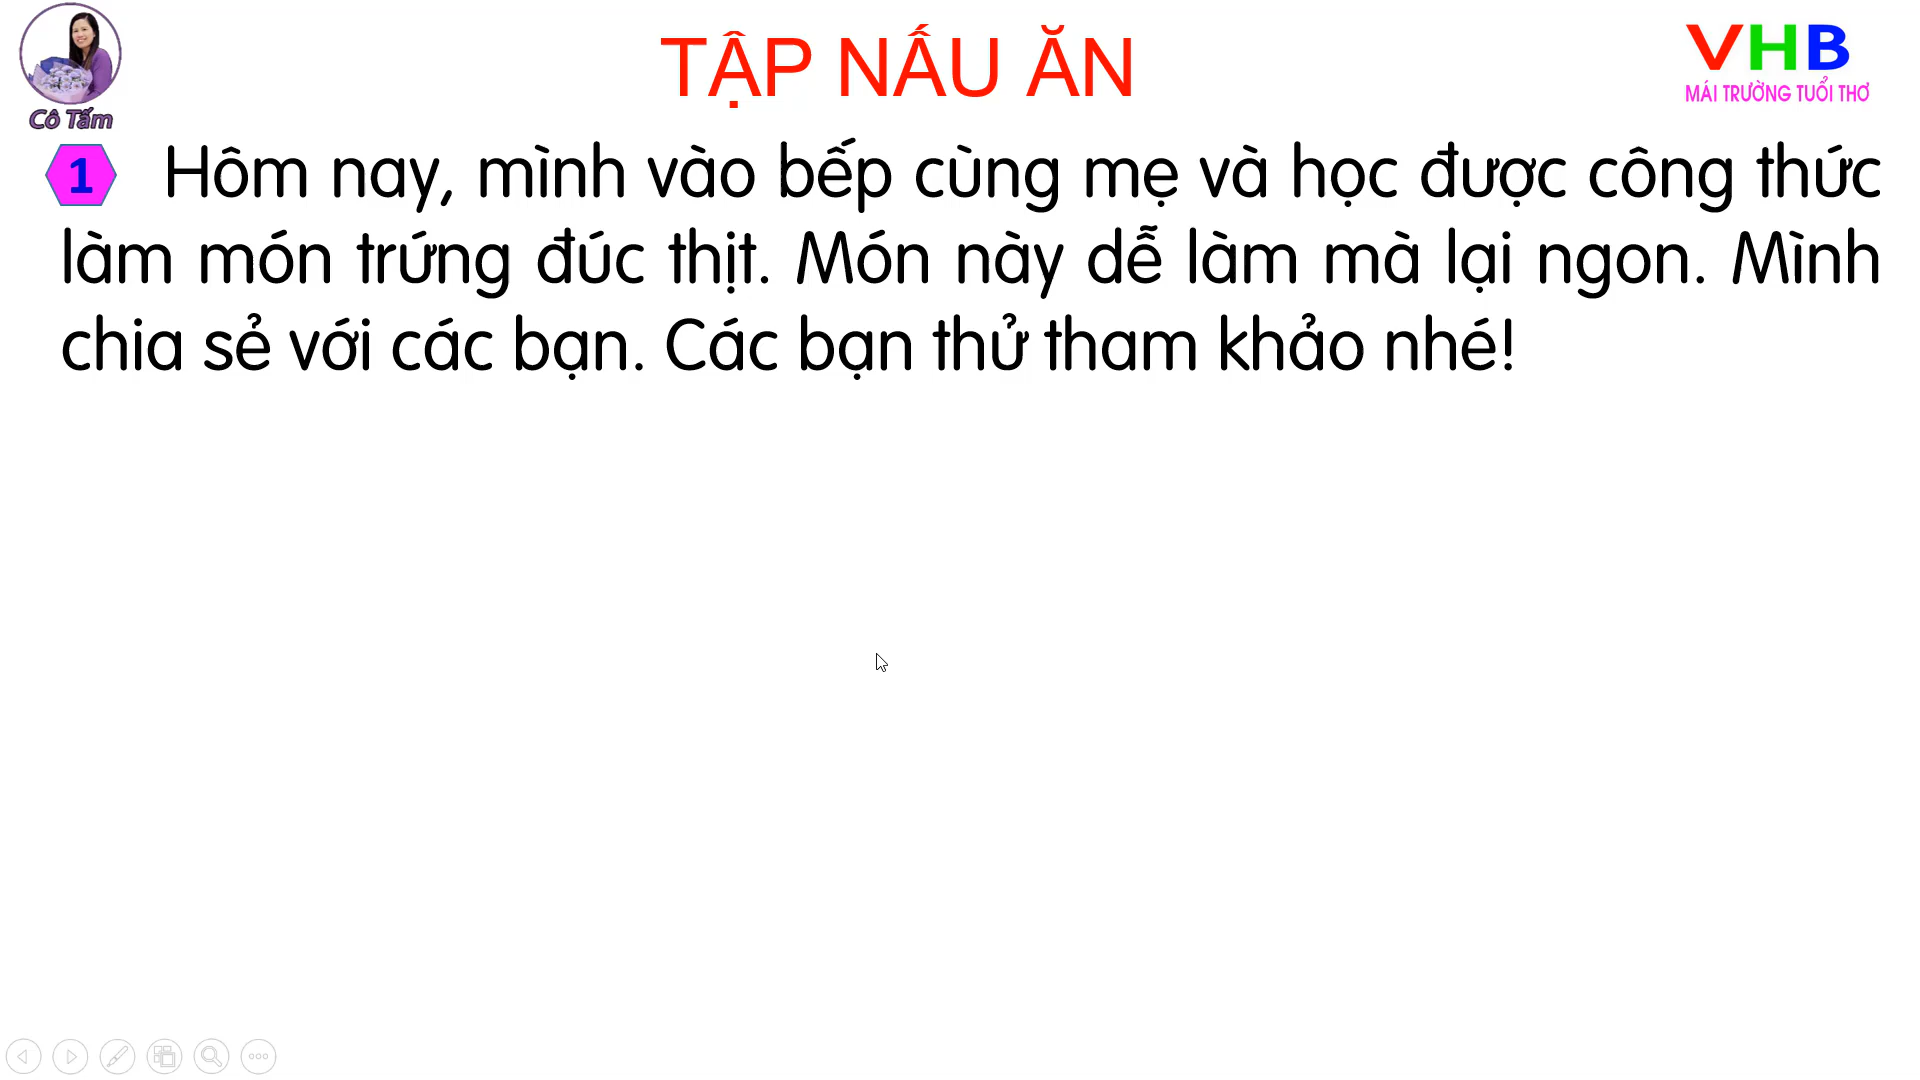 TẬP NẤU ĂN
VHB
MÁI TRƯỜNG TUỔI THƠ
Cô Tấm
1 Hôm nay, mình vào bếp cùng mẹ và học được công thức
làm món trứng đúc thịt. Món này dễ làm mà lại ngon. Mình
chia sẻ với các bạn. Các bạn thử tham khảo nhé!